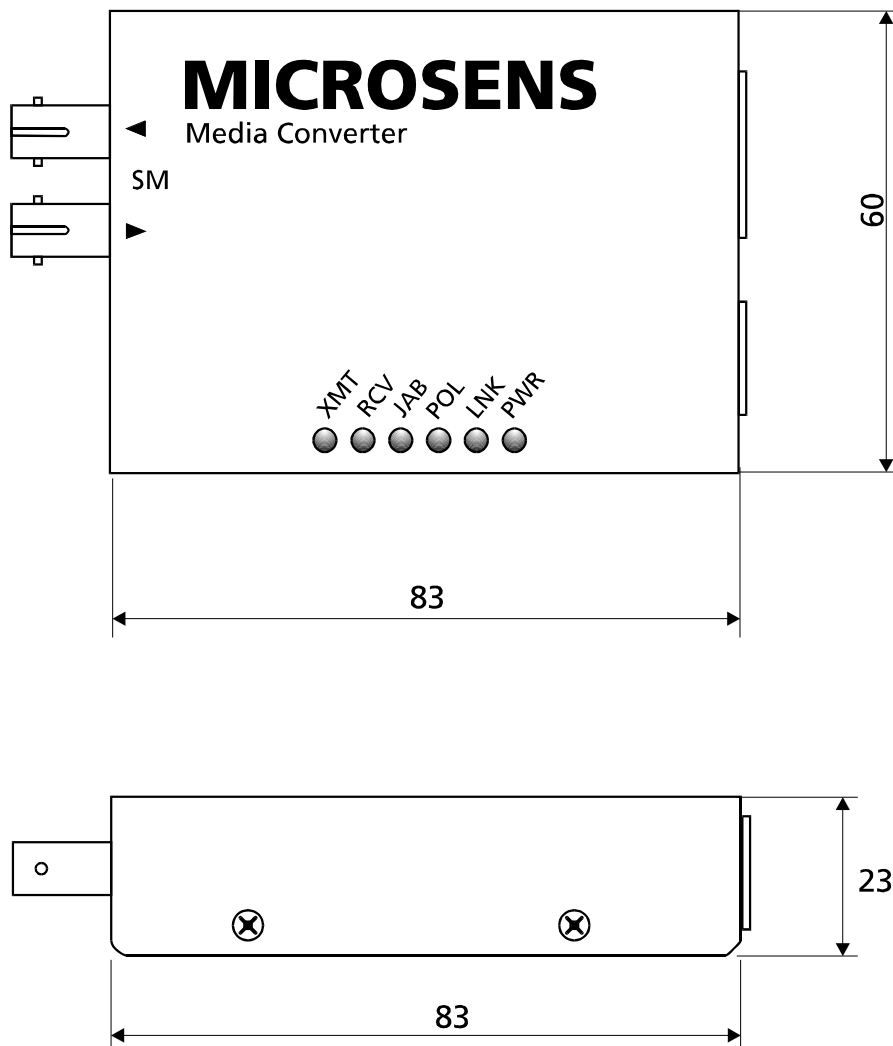 MICROSENS
Media Converter
SM
60
XMT RCV JAB POL LNK PWR
83
23
83